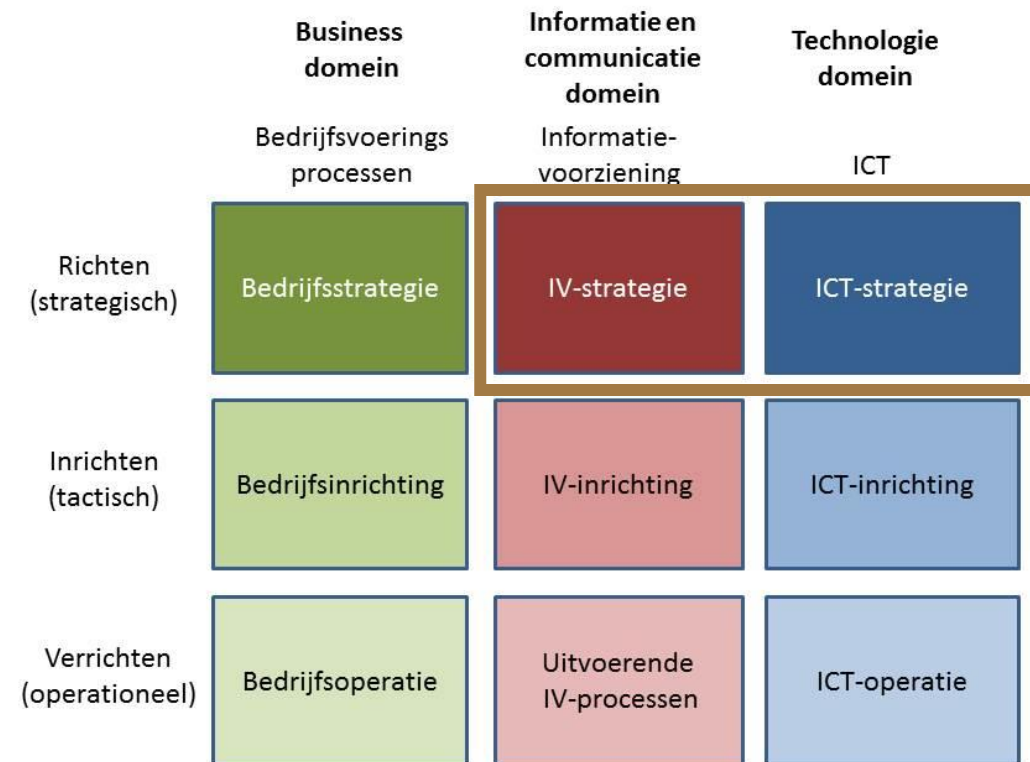 Business
domein
Informatie en
communicatie
domein
Technologie
domein
Bedrijfsvoerings
processen
Informatie-
voorziening
ICT
Richten
(strategisch)
Bedrijfsstrategie
IV-strategie
ICT-strategie
Inrichten
(tactisch)
Bedrijfsinrichting
IV-inrichting
ICT-inrichting
Verrichten
(operationeel)
Bedrijfsoperatie
Uitvoerende
IV-processen
ICT-operatie